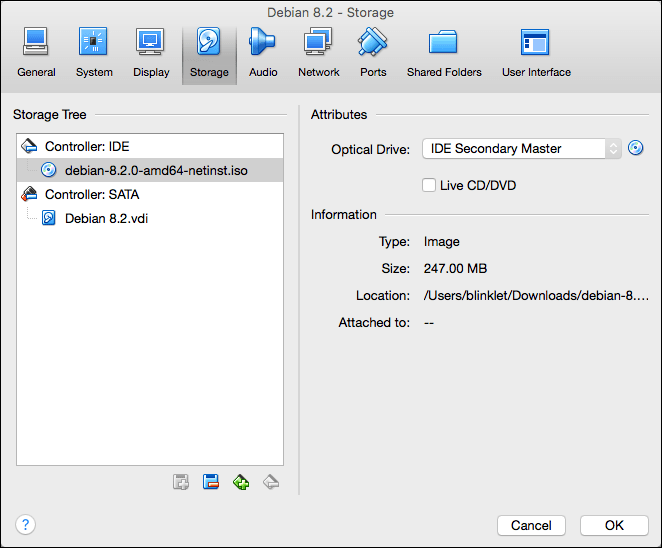 Debian 8.2 - Storage
General System Display Storage Audio Network Ports Shared Folders User Interface
Storage Tree
Controller: IDE
debian-8.2.0-amd64-netinst.iso
Controller: SATA
Debian 8.2.vdi
Attributes
Optical Drive: IDE Secondary Master
Live CD/DVD
Information
Type: Image
Size: 247.00 MB
Location: /Users/blinklet/Downloads/debian-8....
Attached to: --
? Cancel OK